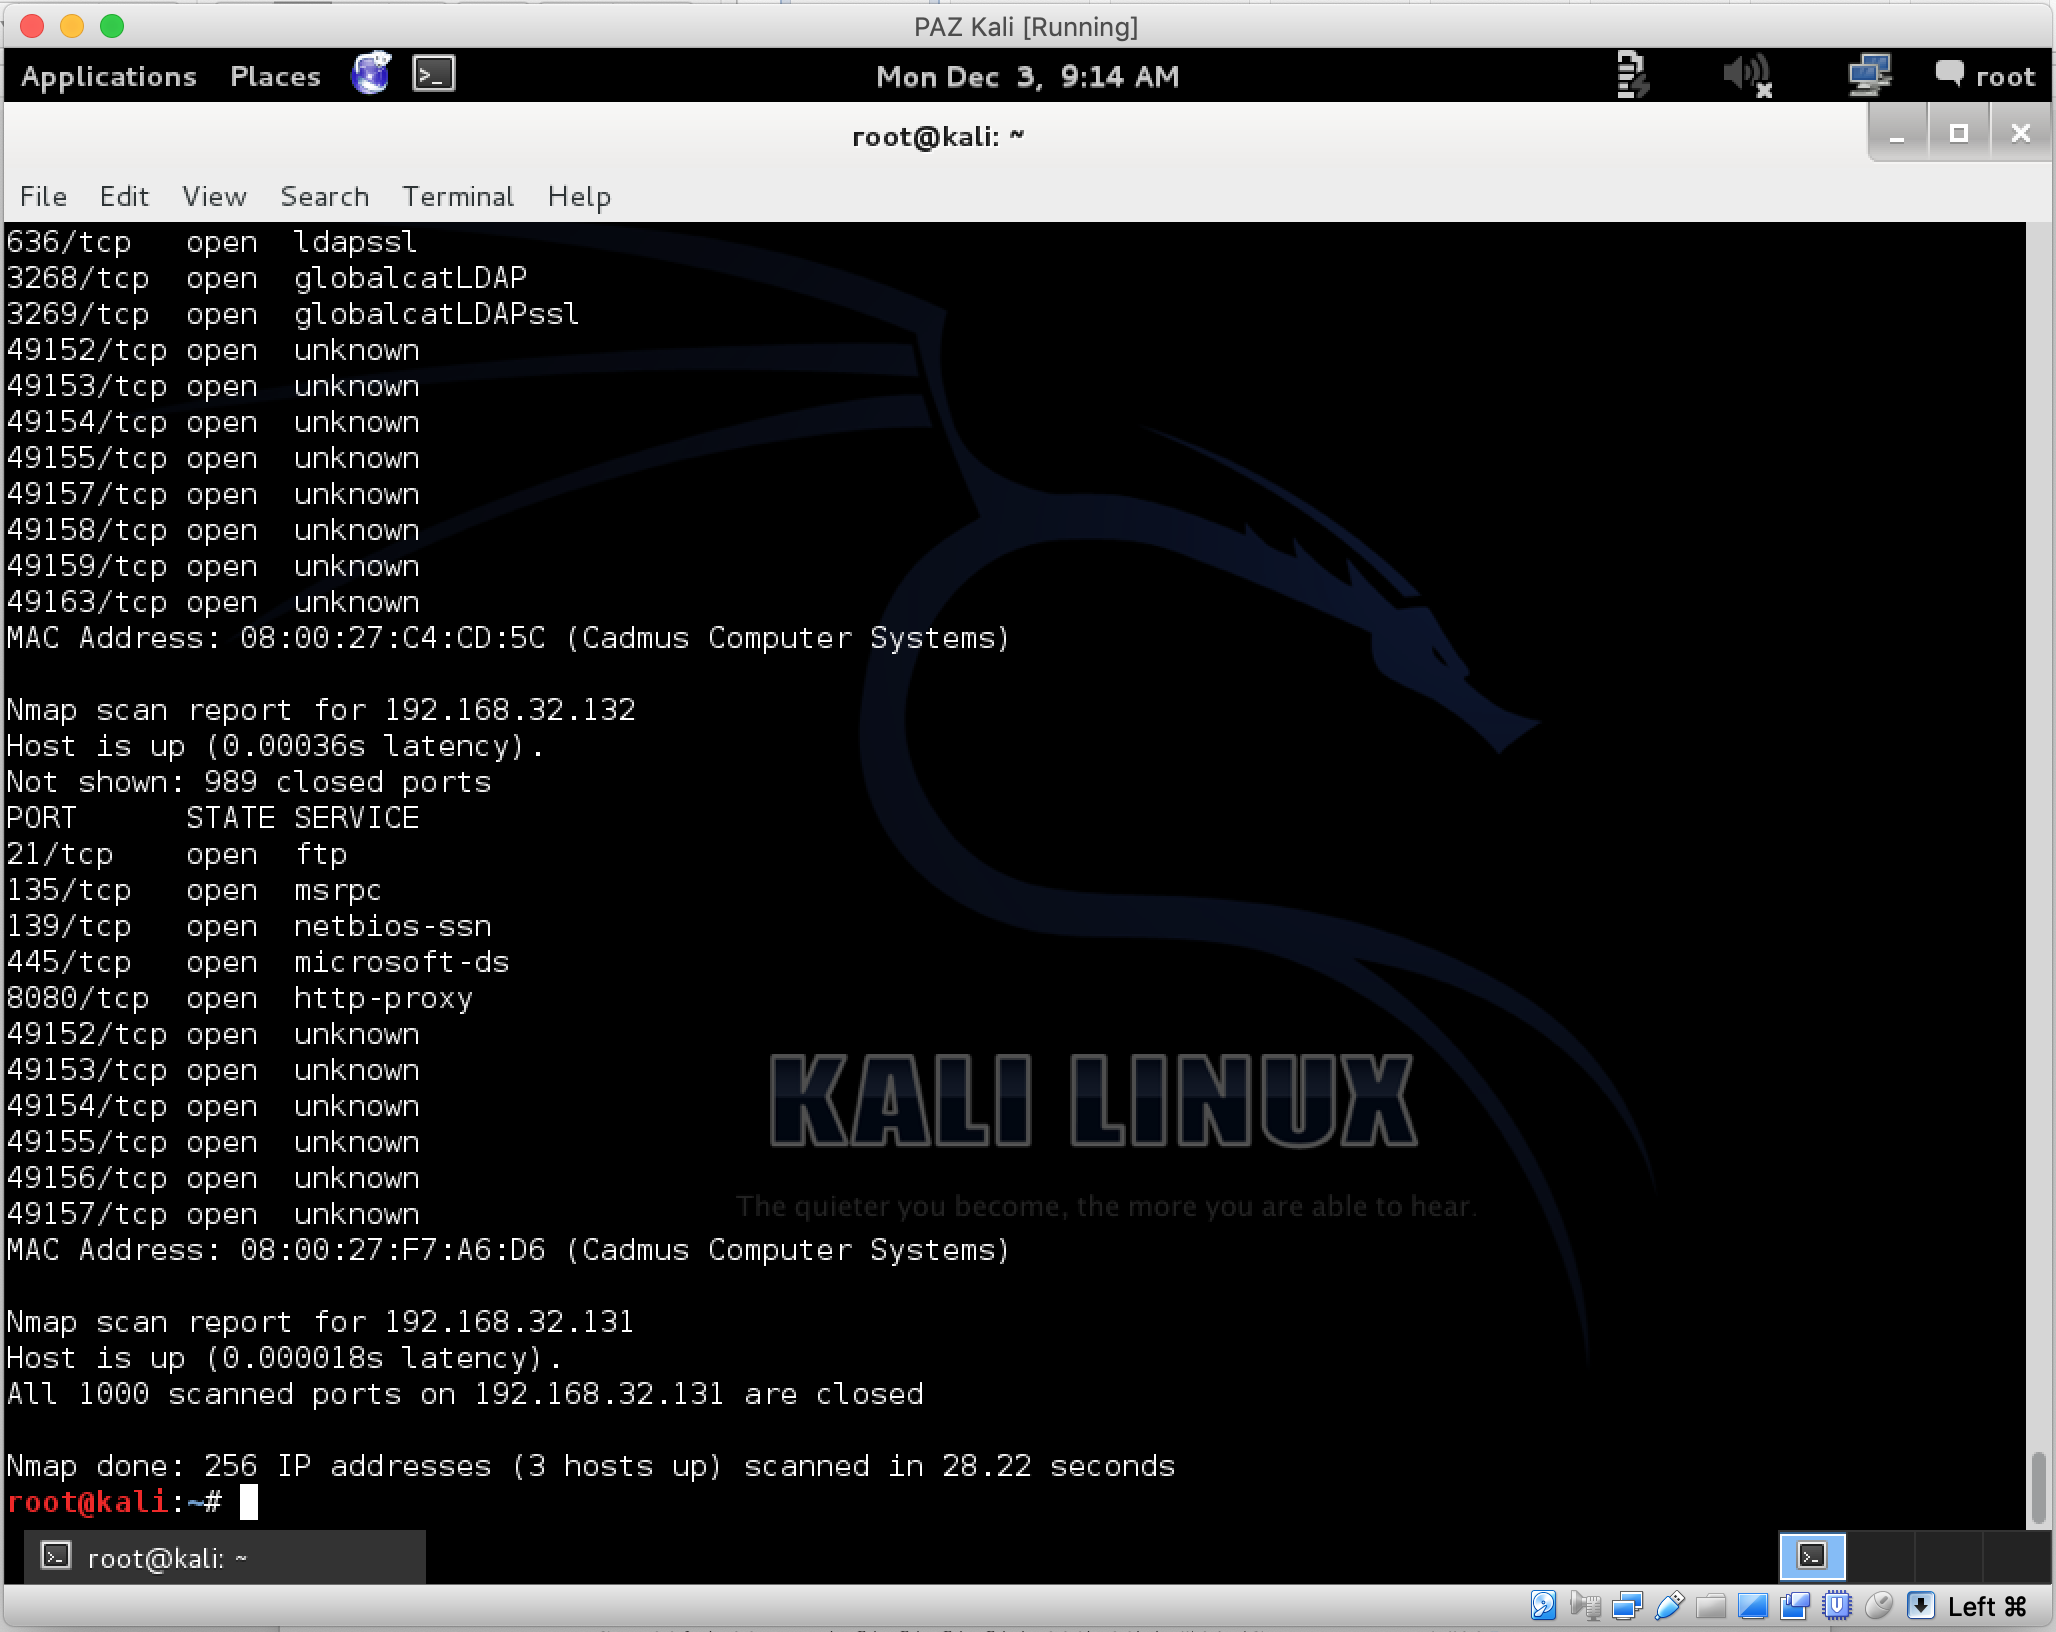 PAZ Kali [Running]
Applications Places Mon Dec 3, 9:14 AM root
root@kali: ~
File Edit View Search Terminal Help
636/tcp open ldapssl
3268/tcp open globalcatLDAP
3269/tcp open globalcatLDAPssl
49152/tcp open unknown
49153/tcp open unknown
49154/tcp open unknown
49155/tcp open unknown
49157/tcp open unknown
49158/tcp open unknown
49159/tcp open unknown
49163/tcp open unknown
MAC Address: 08:00:27:C4:CD:5C (Cadmus Computer Systems)
Nmap scan report for 192.168.32.132
Host is up (0.00036s latency).
Not shown: 989 closed ports
PORT STATE SERVICE
21/tcp open ftp
135/tcp open msrpc
139/tcp open netbios-ssn
445/tcp open microsoft-ds
8080/tcp open http-proxy
49152/tcp open unknown
49153/tcp open unknown
49154/tcp open unknown
49155/tcp open unknown
49156/tcp open unknown
49157/tcp open unknown
KALI LINUX
The quieter you become, the more you are able to hear.
MAC Address: 08:00:27:F7:A6:D6 (Cadmus Computer Systems)
Nmap scan report for 192.168.32.131
Host is up (0.000018s latency).
All 1000 scanned ports on 192.168.32.131 are closed
Nmap done: 256 IP addresses (3 hosts up) scanned in 28.22 seconds
root@kali:~#
root@kali: ~
Left ⌘